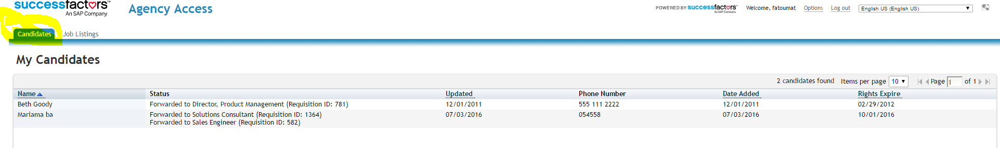 successfactors™ Agency Access POWERED BY successfactors™ Welcome, fatoumat Options Log out English US (English US)
An SAP Company An SAP Company
Candidates Job Listings
My Candidates
2 candidates found Items per page 10 Page 1 of 1
Name Status Updated Phone Number Date Added Rights Expire
Beth Goody Forwarded to Director, Product Management (Requisition ID: 781) 12/01/2011 555 111 2222 12/01/2011 02/29/2012
Mariama ba Forwarded to Solutions Consultant (Requisition ID: 1364) 07/03/2016 054558 07/03/2016 10/01/2016
Forwarded to Sales Engineer (Requisition ID: 582)